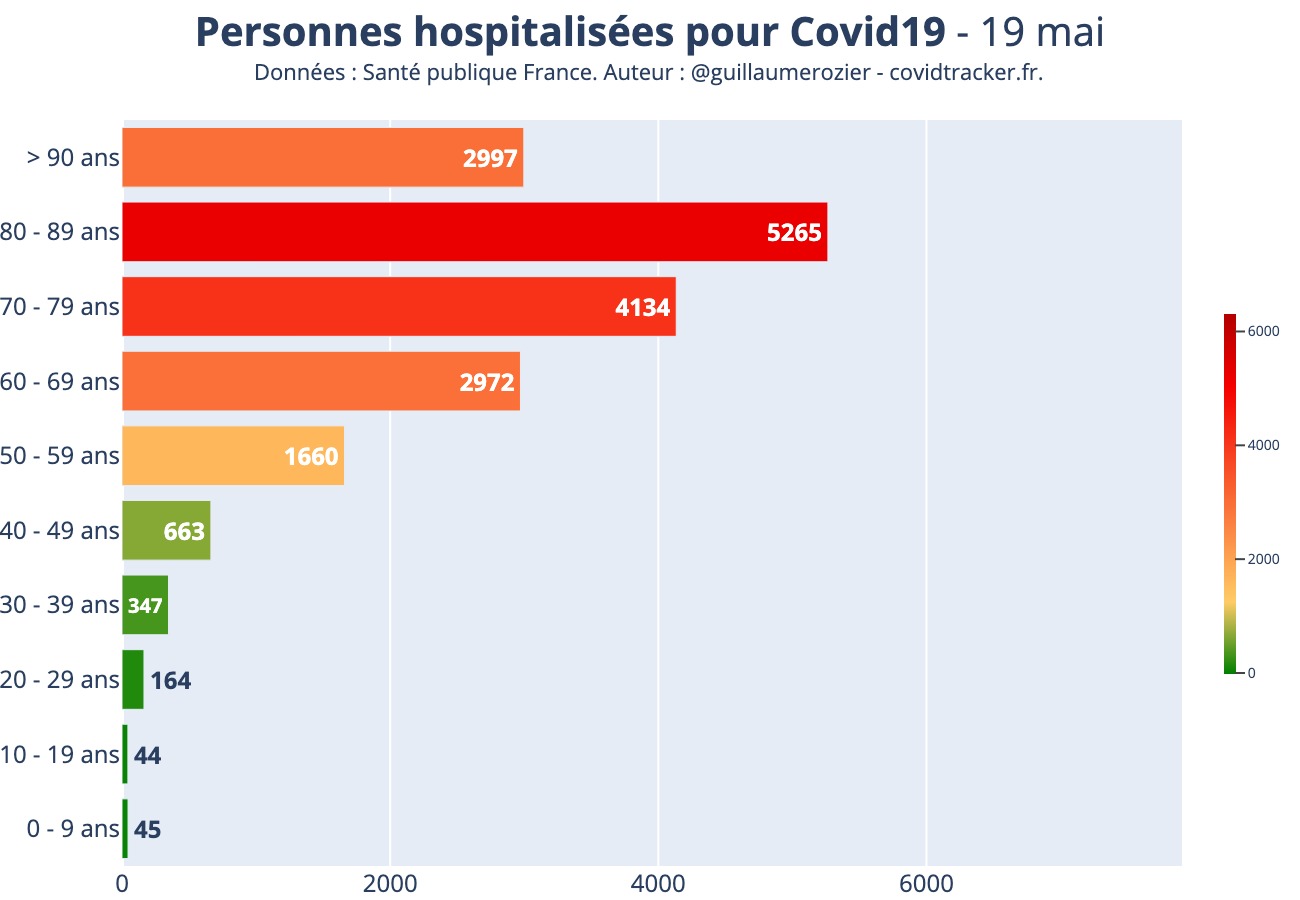 Personnes hospitalisées pour Covid19 - 19 mai
Données : Santé publique France. Auteur : @guillaumerozier - covidtracker.fr.
> 90 ans 2997
80 - 89 ans 5265
70 - 79 ans 4134
60 - 69 ans 2972
50 - 59 ans 1660
40 - 49 ans 663
30 - 39 ans 347
20 - 29 ans 164
10 - 19 ans 44
0 - 9 ans 45
0 2000 4000 6000
6000
4000
2000
0